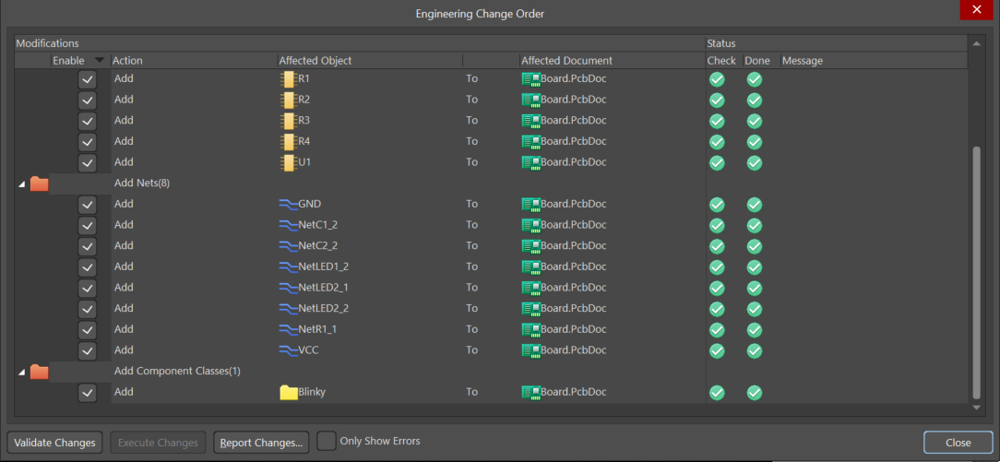 Engineering Change Order
Modifications Status
Enable Action Affected Object Affected Document Check Done Message
Add R1 To Board.PcbDoc
Add R2 To Board.PcbDoc
Add R3 To Board.PcbDoc
Add R4 To Board.PcbDoc
Add U1 To Board.PcbDoc
Add Nets(8)
Add GND To Board.PcbDoc
Add NetC1_2 To Board.PcbDoc
Add NetC2_2 To Board.PcbDoc
Add NetLED1_2 To Board.PcbDoc
Add NetLED2_1 To Board.PcbDoc
Add NetLED2_2 To Board.PcbDoc
Add NetR1_1 To Board.PcbDoc
Add VCC To Board.PcbDoc
Add Component Classes(1)
Add Blinky To Board.PcbDoc
Validate Changes Execute Changes Report Changes... Only Show Errors Close